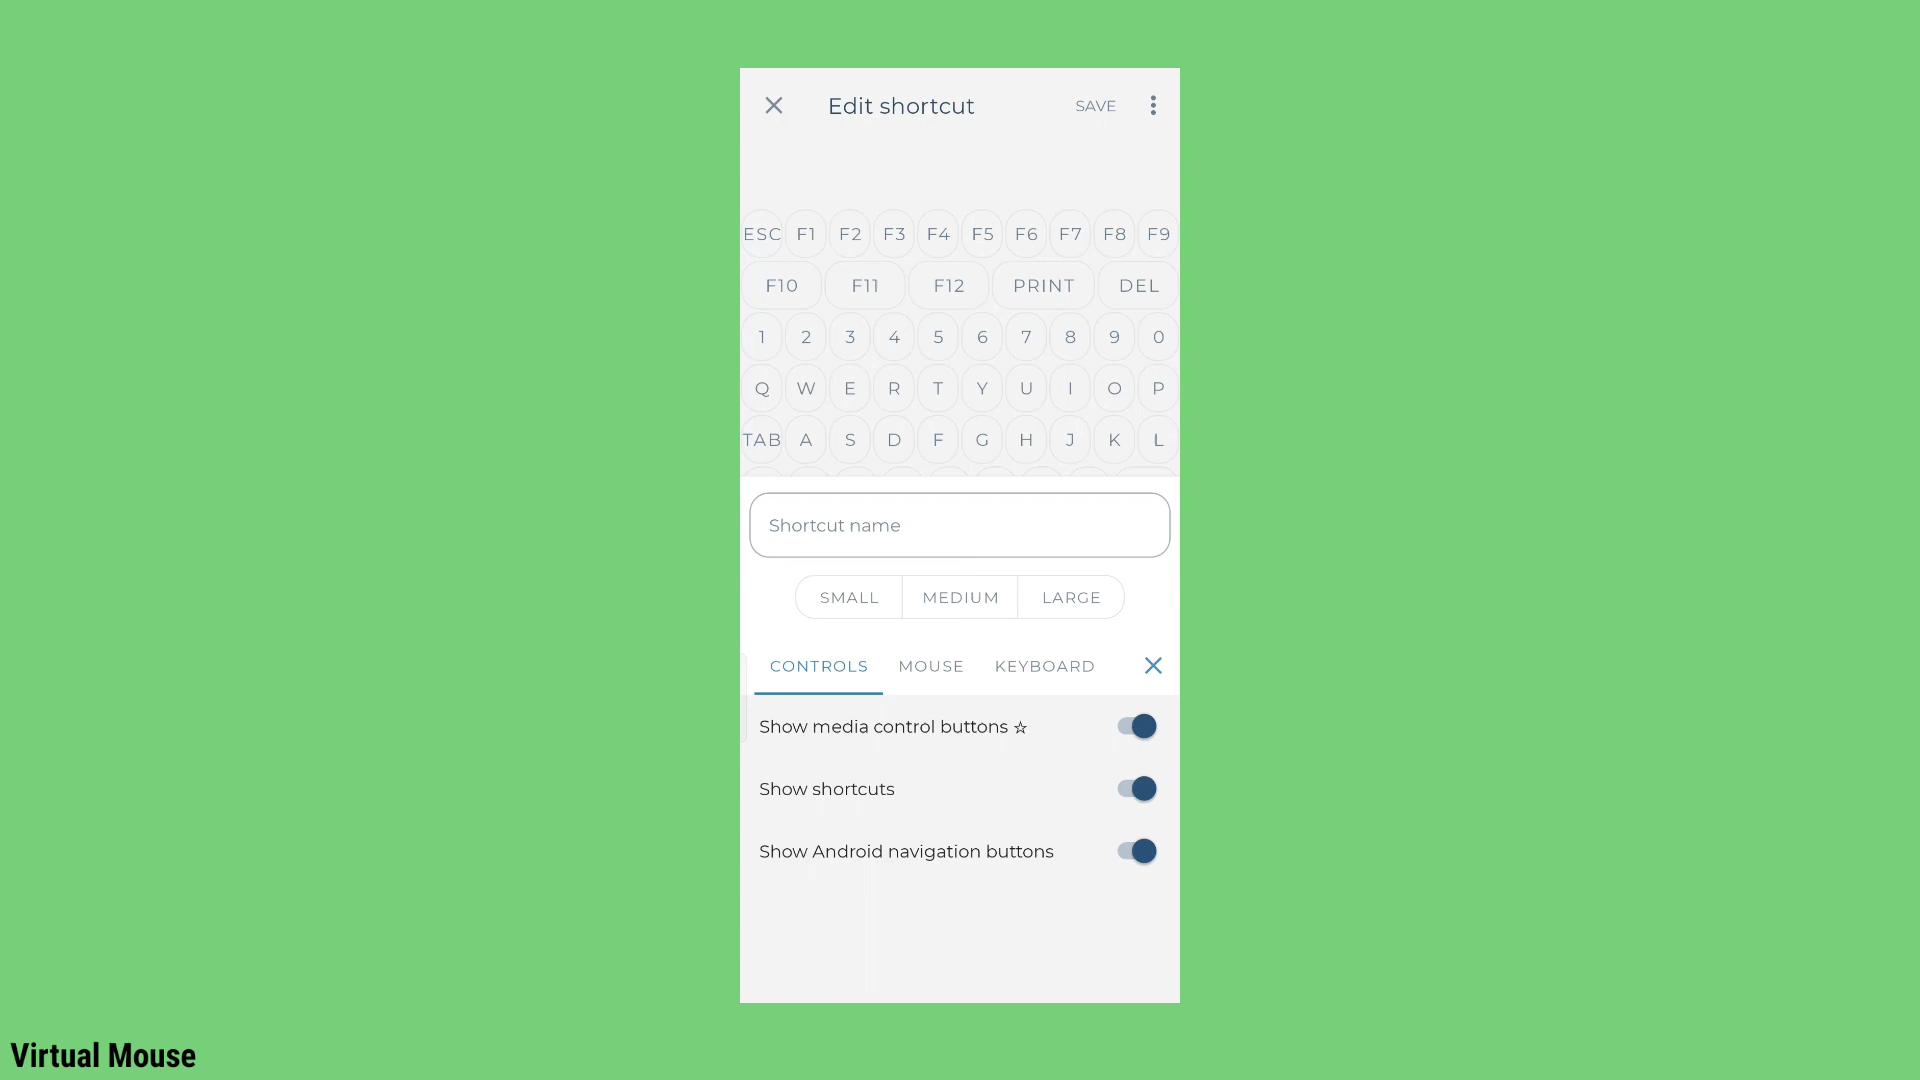 Edit shortcut SAVE
ESC F1 F2 F3 F4 F5 F6 F7 F8 F9
F10 F11 F12 PRINT DEL
1 2 3 4 5 6 7 8 9 0
Q W E R T Y U I O P
TAB A S D F G H J K L
Shortcut name
SMALL MEDIUM LARGE
CONTROLS MOUSE KEYBOARD
Show media control buttons ☆
Show shortcuts
Show Android navigation buttons
Virtual Mouse